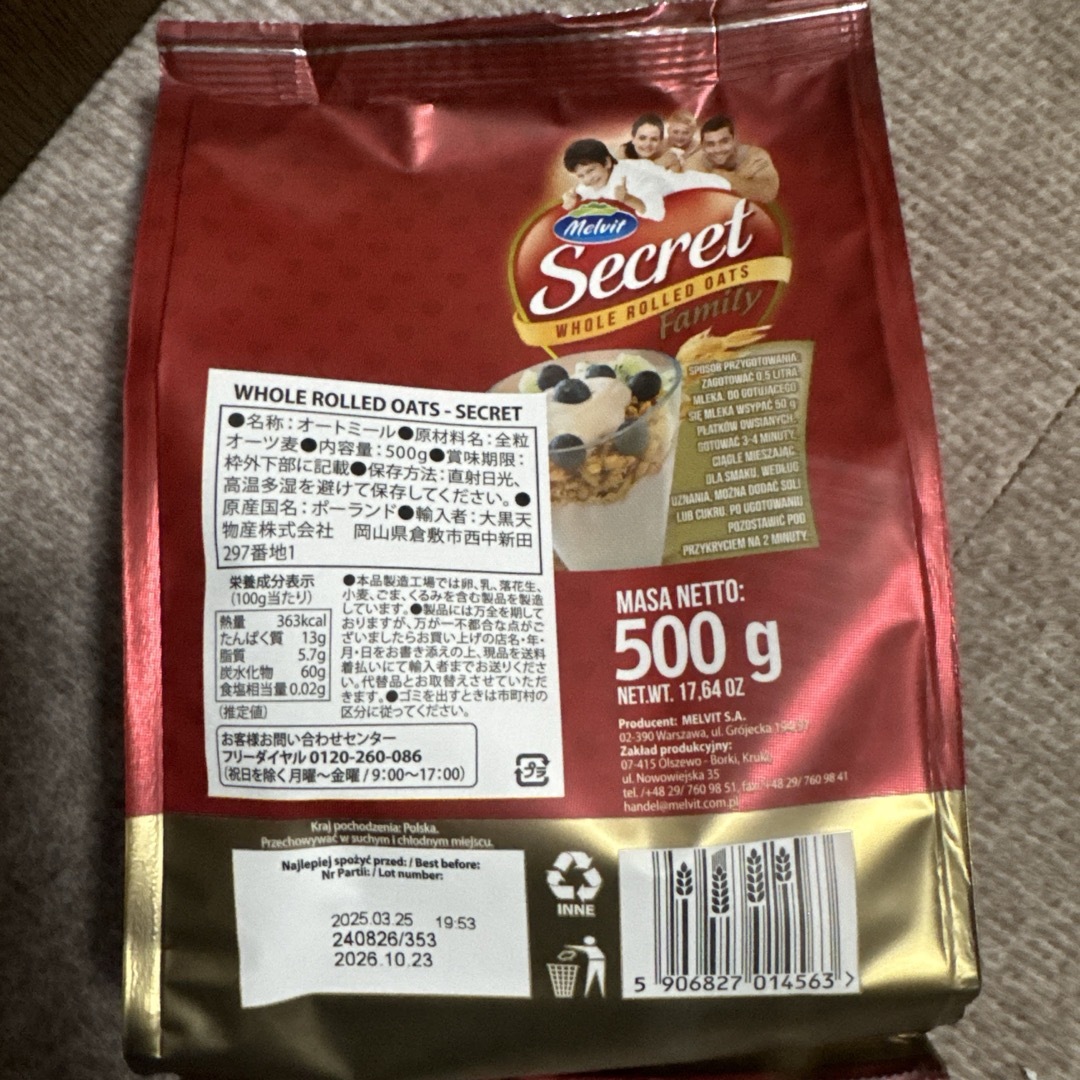 Melvit
Secret
WHOLE ROLLED OATS
Family
SPOSÓB PRZYGOTOWANIA:
ZAGOTOWAĆ 0,5 LITRA
MLEKA. DO GOTUJĄCEGO
SIĘ MLEKA WSYPAĆ 50 g
PŁATKÓW OWSIANYCH.
GOTOWAĆ 3-4 MINUTY,
CIĄGLE MIESZAJĄC.
DLA SMAKU, WEDŁUG
UZNANIA, MOŻNA DODAĆ SOLI
LUB CUKRU. PO UGOTOWANIU
POZOSTAWIĆ POD
PRZYKRYCIEM NA 2 MINUTY.
WHOLE ROLLED OATS - SECRET
●名称：オートミール●原材料名：全粒
オーツ麦●内容量：500g●賞味期限：
枠外下部に記載●保存方法：直射日光、
高温多湿を避けて保存してください。●
原産国名：ポーランド●輸入者：大黒天
物産株式会社 岡山県倉敷市西中新田
297番地1
栄養成分表示
(100g当たり)
熱量 363kcal
たんぱく質 13g
脂質 5.7g
炭水化物 60g
食塩相当量 0.02g
(推定値)
●本品製造工場では卵、乳、落花生、
小麦、ごま、くるみを含む製品を製造
しています。●製品には万全を期して
おりますが、万が一不都合な点がご
ざいましたらお買い上げの店名・年・
月・日をお書き添えの上、現品を送料
着払いにて輸入者までお送りくださ
い。代替品とお取替えさせていただ
きます。●ゴミを出すときは市町村の
区分に従ってください。
お客様お問い合わせセンター
フリーダイヤル 0120-260-086
(祝日を除く月曜～金曜 / 9：00～17：00)
プラ
MASA NETTO:
500 g
NET.WT. 17,64 OZ
Producent: MELVIT S.A.
02-390 Warszawa, ul. Grójecka
Zakład produkcyjny:
07-415 Olszewo - Borki, Kruki
ul. Nowowiejska 35
tel. /+48 29/ 760 98 51, fax: +48 29/ 760 98 41
handel@melvit.com.pl
Kraj pochodzenia: Polska.
Przechowywać w suchym i chłodnym miejscu.
Najlepiej spożyć przed: / Best before:
Nr Partii: / Lot number:
2025.03.25 19:53
240826/353
2026.10.23
INNE
5 906827 014563 >